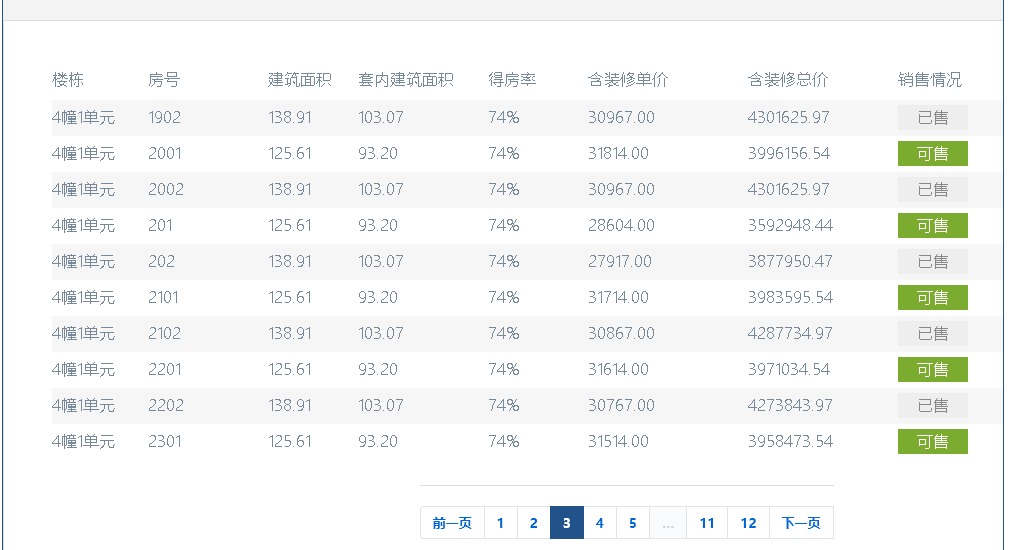 楼栋 房号 建筑面积 套内建筑面积 得房率 含装修单价 含装修总价 销售情况
4幢1单元 1902 138.91 103.07 74% 30967.00 4301625.97 已售
4幢1单元 2001 125.61 93.20 74% 31814.00 3996156.54 可售
4幢1单元 2002 138.91 103.07 74% 30967.00 4301625.97 已售
4幢1单元 201 125.61 93.20 74% 28604.00 3592948.44 可售
4幢1单元 202 138.91 103.07 74% 27917.00 3877950.47 已售
4幢1单元 2101 125.61 93.20 74% 31714.00 3983595.54 可售
4幢1单元 2102 138.91 103.07 74% 30867.00 4287734.97 已售
4幢1单元 2201 125.61 93.20 74% 31614.00 3971034.54 可售
4幢1单元 2202 138.91 103.07 74% 30767.00 4273843.97 已售
4幢1单元 2301 125.61 93.20 74% 31514.00 3958473.54 可售
前一页 1 2 3 4 5 ... 11 12 下一页